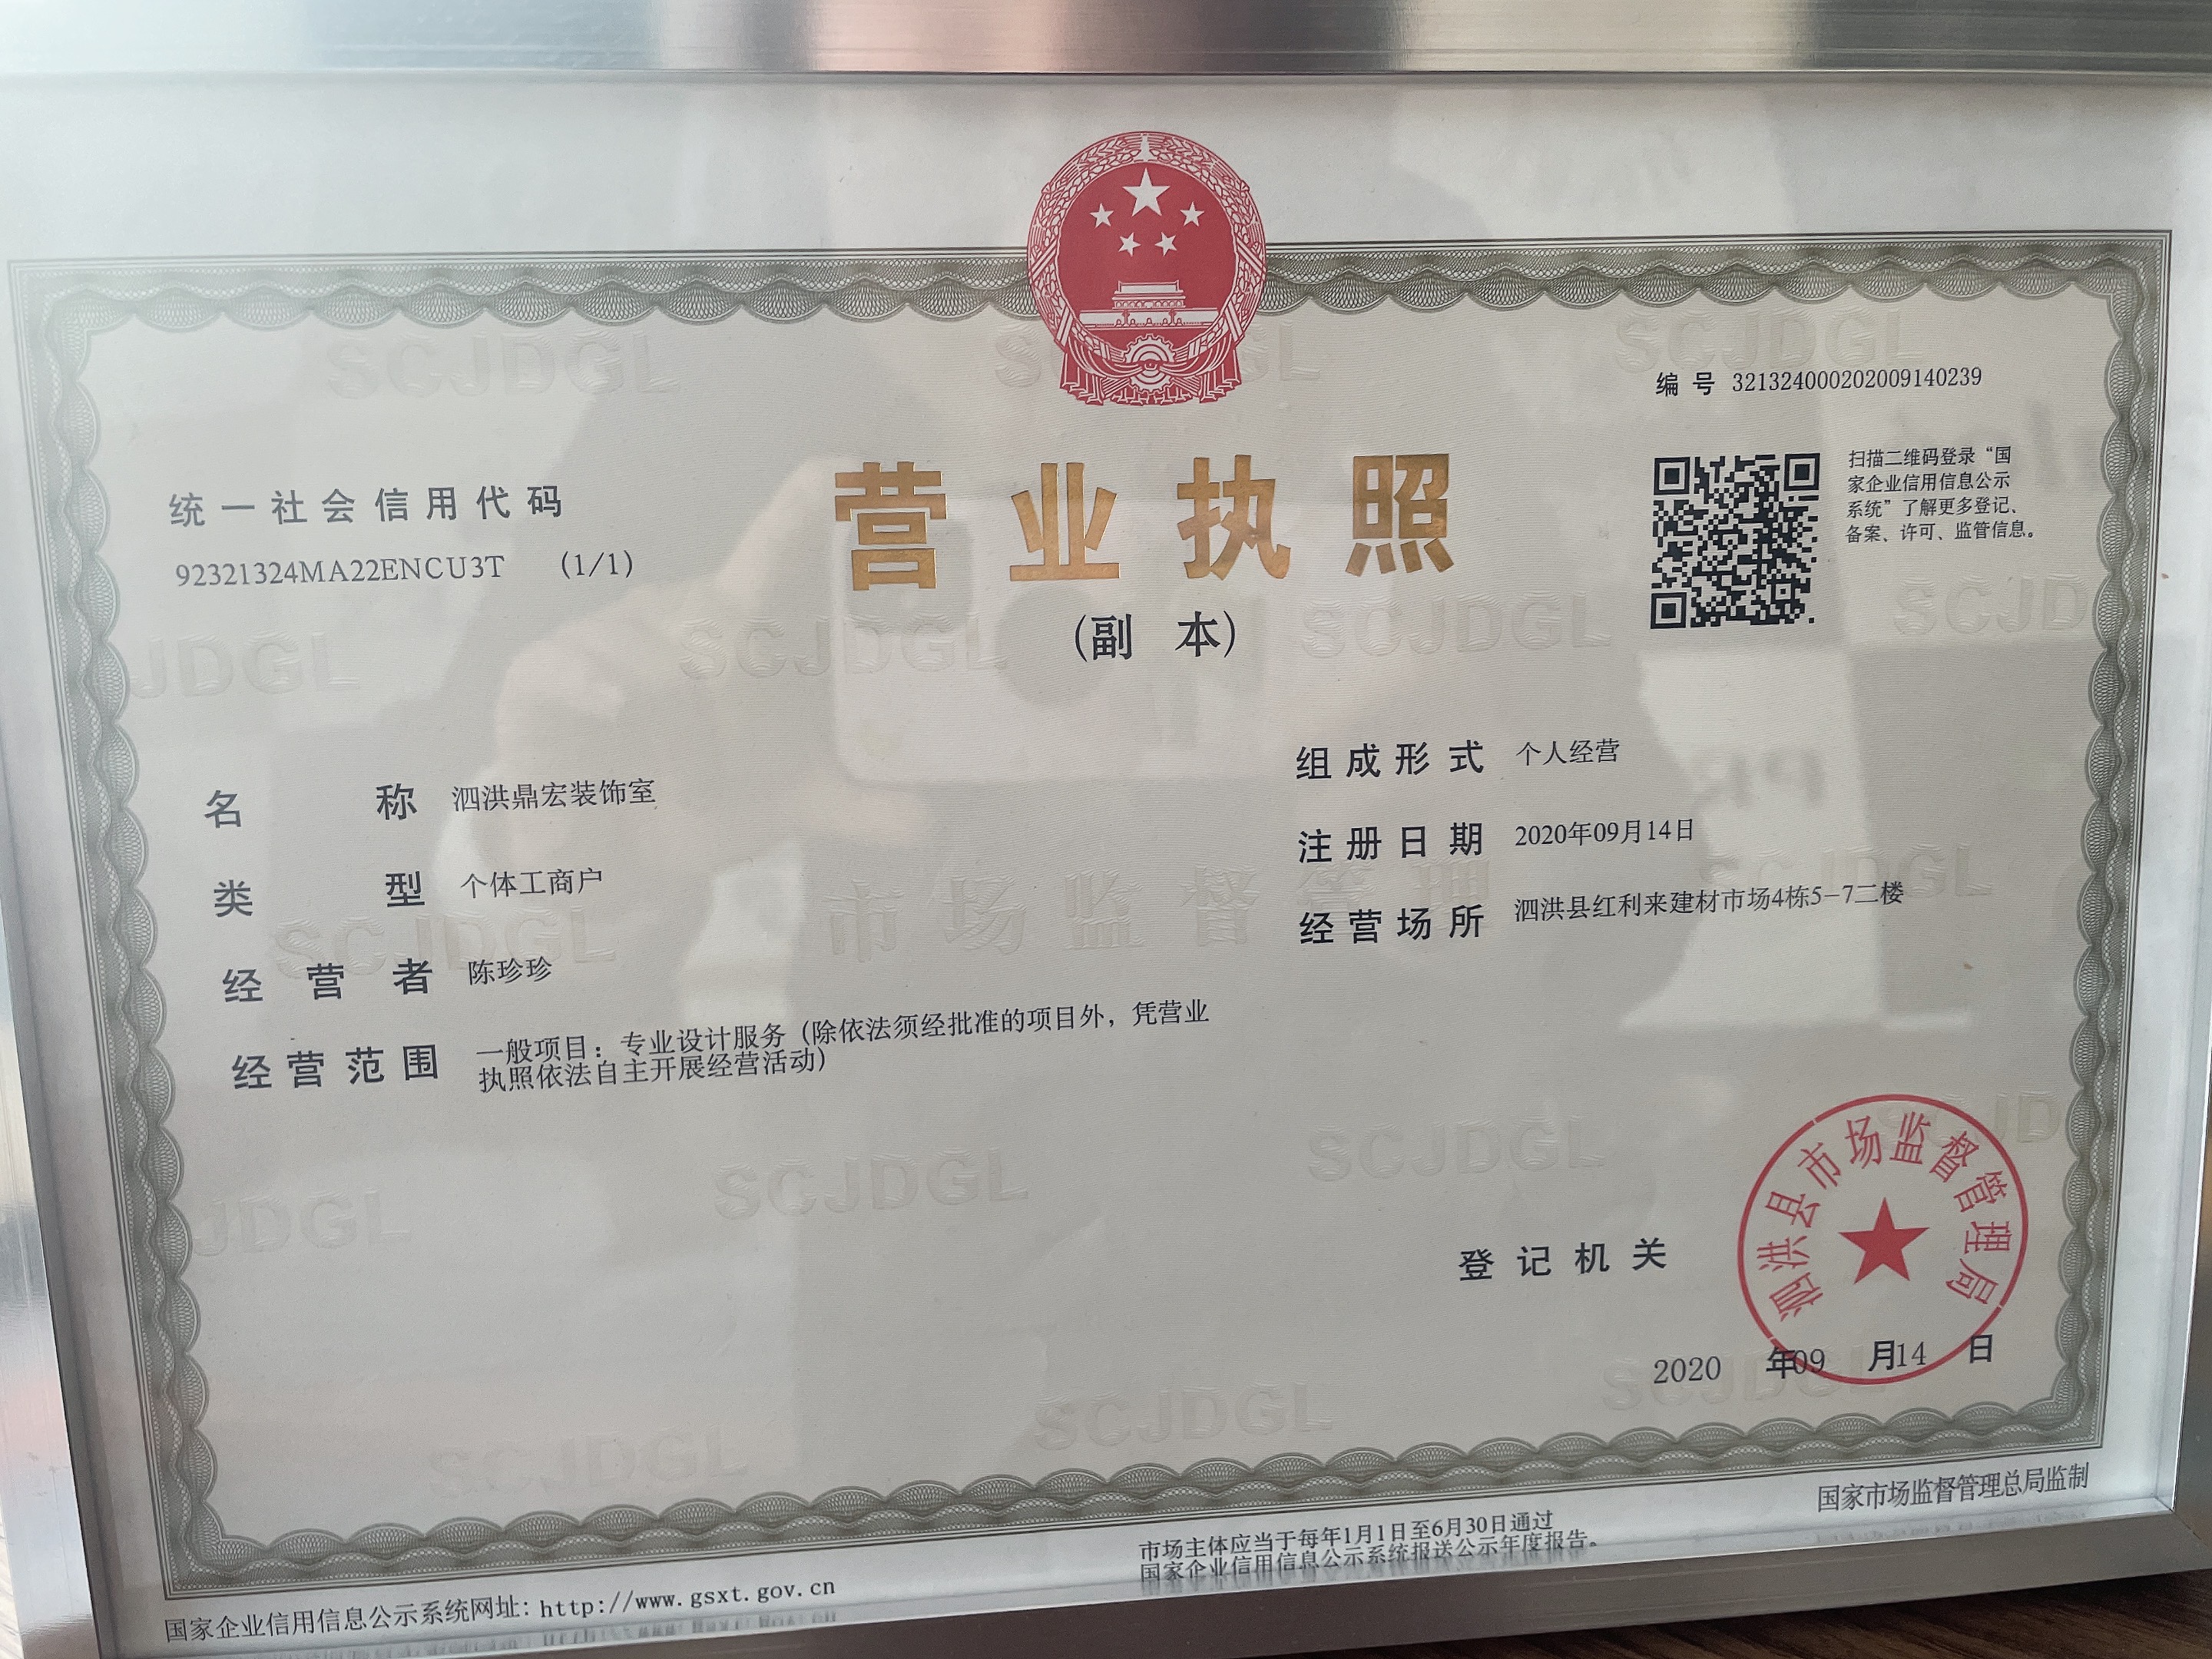 编 号 321324000202009140239
统一社会信用代码
92321324MA22ENCU3T (1/1)
营业执照
(副 本)
扫描二维码登录“国
家企业信用信息公示
系统”了解更多登记、
备案、许可、监管信息。
名 称 泗洪鼎宏装饰室
类 型 个体工商户
经 营 者 陈珍珍
经营范围 一般项目：专业设计服务（除依法须经批准的项目外，凭营业
执照依法自主开展经营活动）
组成形式 个人经营
注册日期 2020年09月14日
经营场所 泗洪县红利来建材市场4栋5-7二楼
登记机关
泗洪县市场监督管理局
2020 年09 月14 日
国家企业信用信息公示系统网址: http://www.gsxt.gov.cn
市场主体应当于每年1月1日至6月30日通过
国家企业信用信息公示系统报送公示年度报告。
国家市场监督管理总局监制
SCJDGL
市场监督管理